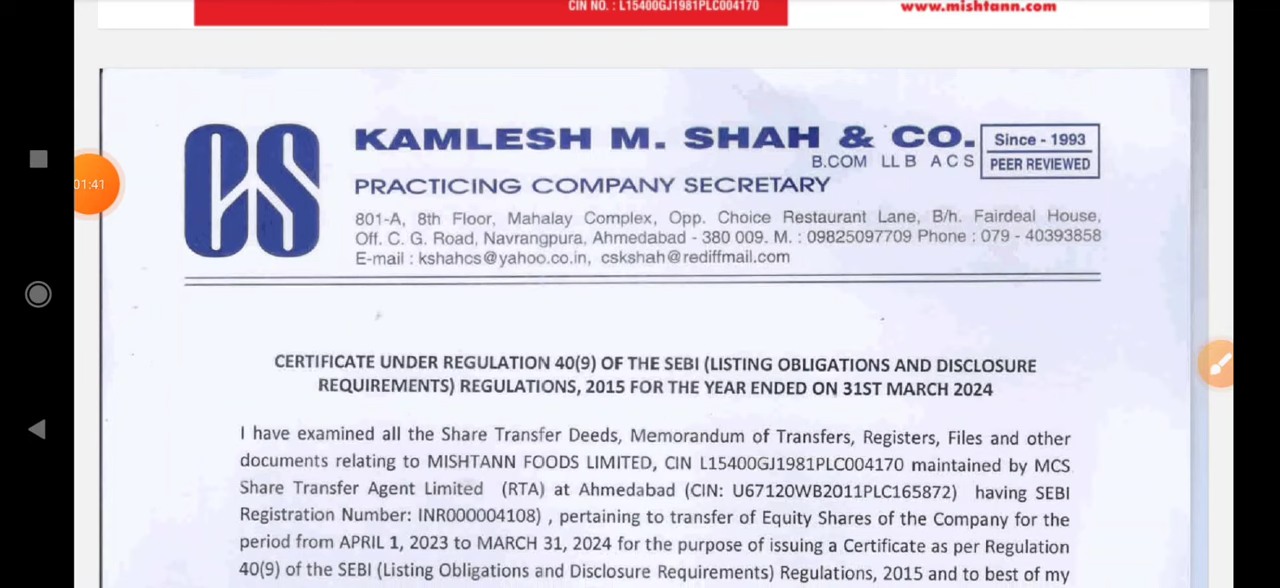 CIN NO. : L15400GJ1981PLC004170
www.mishtann.com
CS
KAMLESH M. SHAH & CO.
B.COM LL B A C S
Since - 1993
PEER REVIEWED
PRACTICING COMPANY SECRETARY
801-A, 8th Floor, Mahalay Complex, Opp. Choice Restaurant Lane, B/h. Fairdeal House,
Off. C. G. Road, Navrangpura, Ahmedabad - 380 009. M. : 09825097709 Phone : 079 - 40393858
E-mail : kshahcs@yahoo.co.in, cskshah@rediffmail.com
01:41
CERTIFICATE UNDER REGULATION 40(9) OF THE SEBI (LISTING OBLIGATIONS AND DISCLOSURE
REQUIREMENTS) REGULATIONS, 2015 FOR THE YEAR ENDED ON 31ST MARCH 2024
I have examined all the Share Transfer Deeds, Memorandum of Transfers, Registers, Files and other
documents relating to MISHTANN FOODS LIMITED, CIN L15400GJ1981PLC004170 maintained by MCS
Share Transfer Agent Limited (RTA) at Ahmedabad (CIN: U67120WB2011PLC165872) having SEBI
Registration Number: INR000004108) , pertaining to transfer of Equity Shares of the Company for the
period from APRIL 1, 2023 to MARCH 31, 2024 for the purpose of issuing a Certificate as per Regulation
40(9) of the SEBI (Listing Obligations and Disclosure Requirements) Regulations, 2015 and to best of my